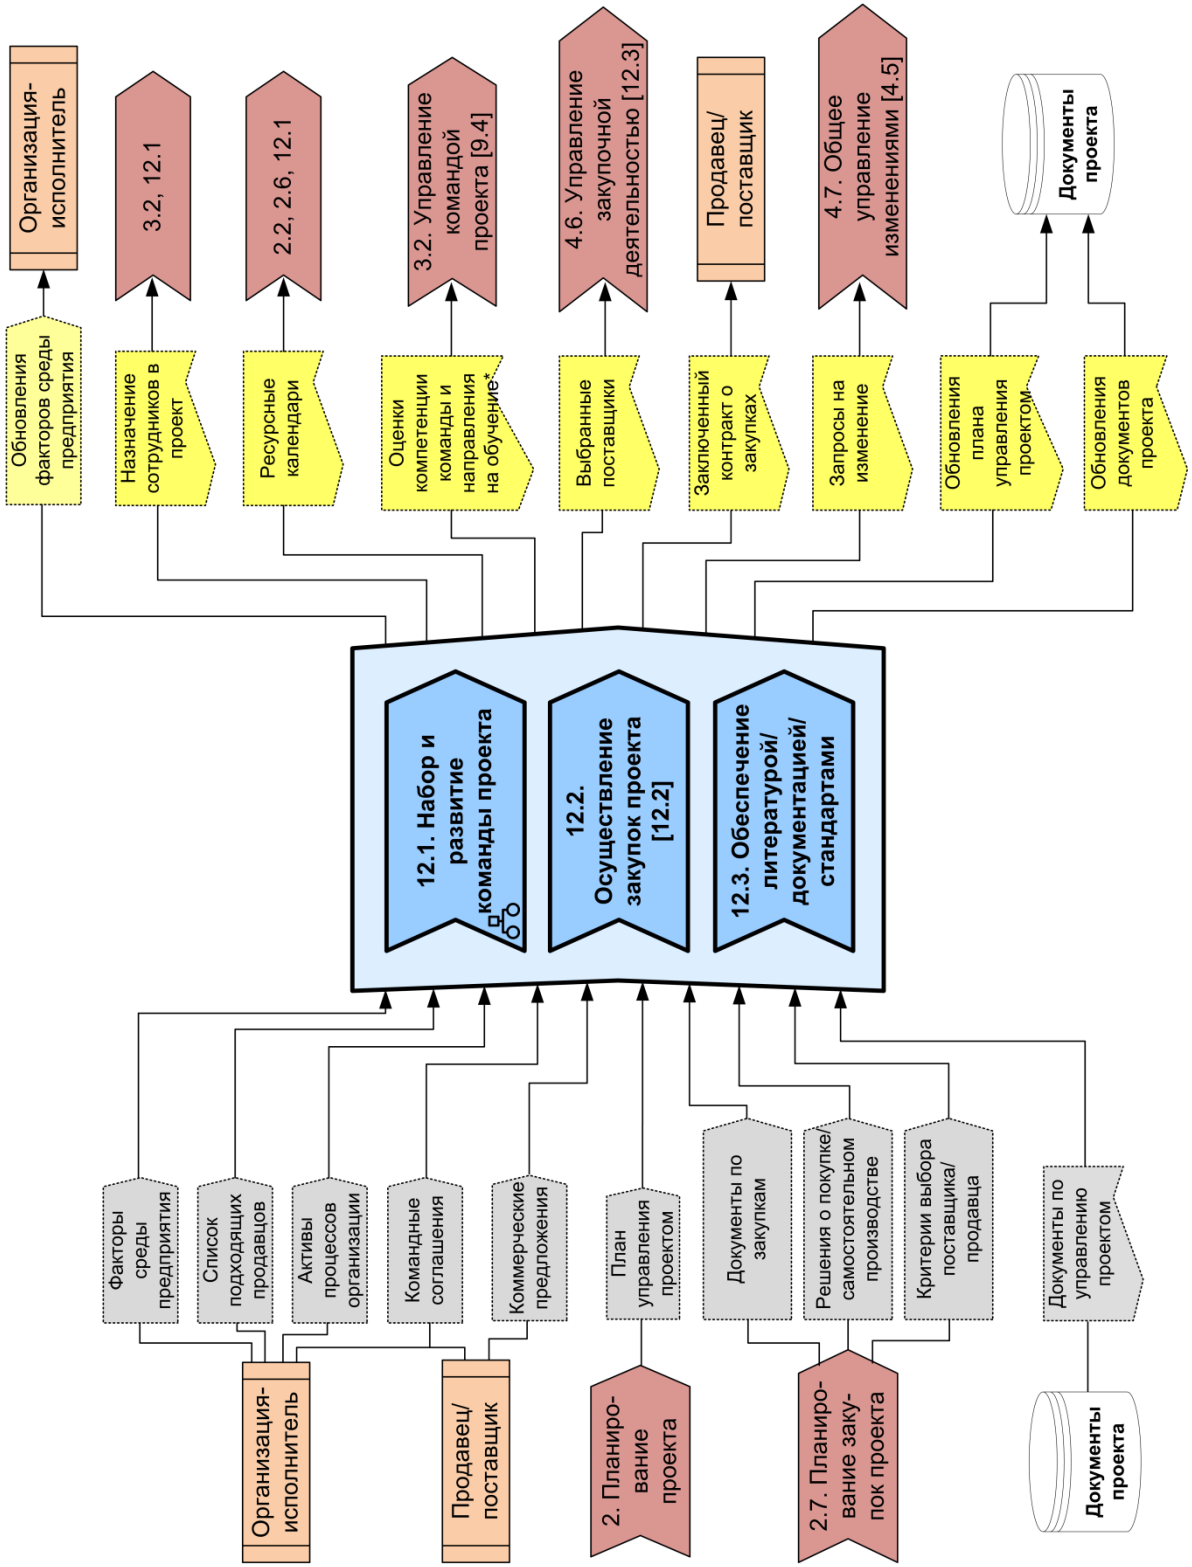 Организация-
исполнитель
Продавец/
поставщик
2. Планиро-
вание
проекта
2.7. Планиро-
вание заку-
пок проекта
Документы
проекта
Факторы
среды
предприятия
Список
подходящих
продавцов
Активы
процессов
организации
Командные
соглашения
Коммерческие
предложения
План
управления
проектом
Документы по
закупкам
Решения о покупке/
самостоятельном
производстве
Критерии выбора
поставщика/
продавца
Документы по
управлению
проектом
12.1. Набор и
развитие
команды проекта
12.2.
Осуществление
закупок проекта
[12.2]
12.3. Обеспечение
литературой/
документацией/
стандартами
Обновления
факторов среды
предприятия
Назначение
сотрудников в
проект
Ресурсные
календари
Оценки
компетенции
команды и
направления
на обучение*
Выбранные
поставщики
Заключенный
контракт о
закупках
Запросы на
изменение
Обновления
плана
управления
проектом
Обновления
документов
проекта
Организация-
исполнитель
3.2, 12.1
2.2, 2.6, 12.1
3.2. Управление
командой
проекта [9.4]
4.6. Управление
закупочной
деятельностью [12.3]
Продавец/
поставщик
4.7. Общее
управление
изменениями [4.5]
Документы
проекта